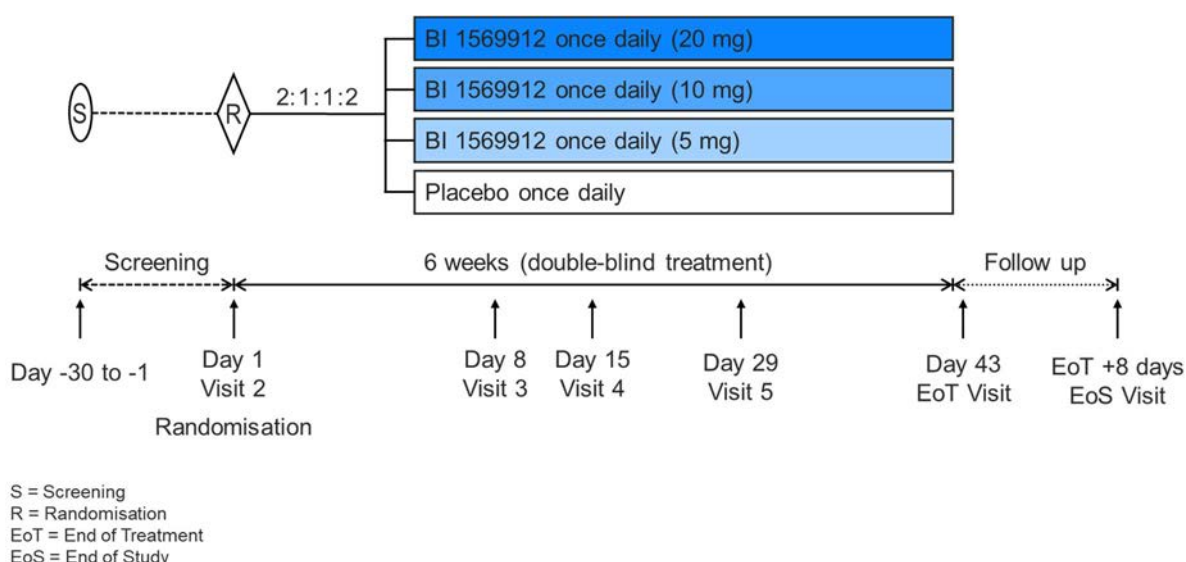 BI 1569912 once daily (20 mg)
BI 1569912 once daily (10 mg)
BI 1569912 once daily (5 mg)
Placebo once daily
S
R
2:1:1:2
Screening
6 weeks (double-blind treatment)
Follow up
Day -30 to -1
Day 1
Visit 2
Randomisation
Day 8
Visit 3
Day 15
Visit 4
Day 29
Visit 5
Day 43
EoT Visit
EoT +8 days
EoS Visit
S = Screening
R = Randomisation
EoT = End of Treatment
EoS = End of Study